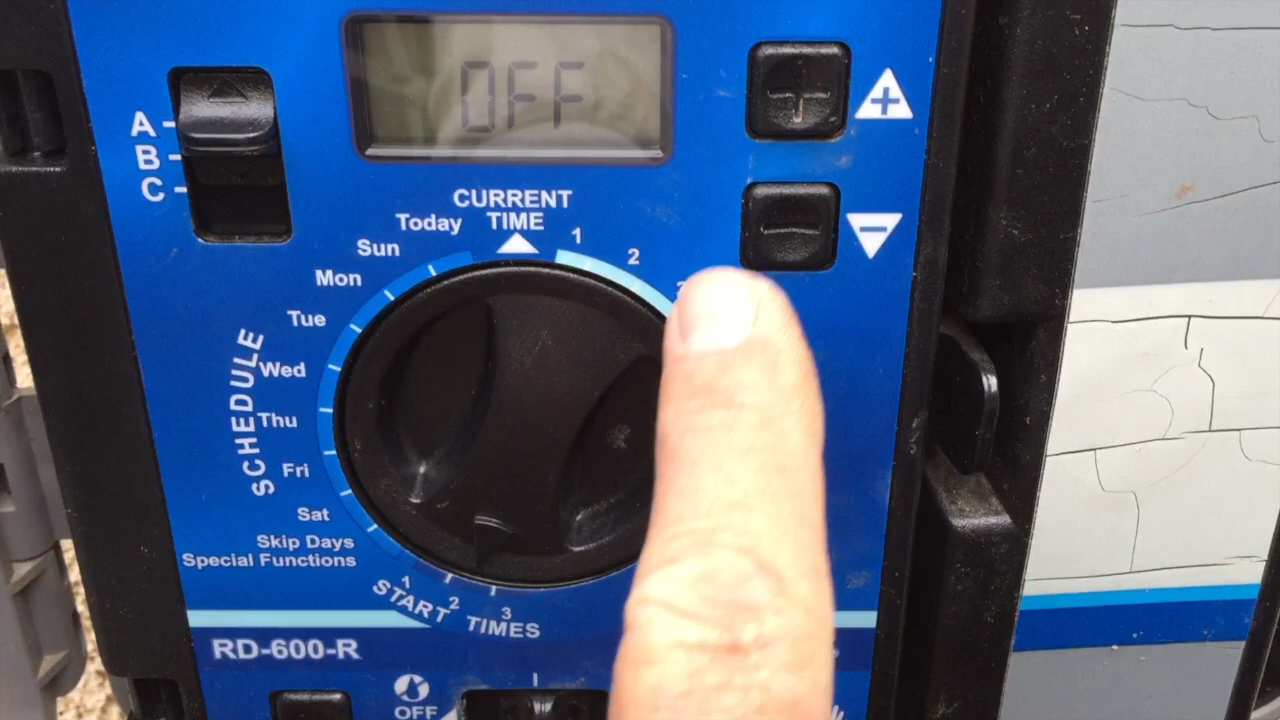 OFF
A
B
C
CURRENT
TIME
Today
Sun
Mon
Tue
Wed
Thu
Fri
Sat
Skip Days
Special Functions
SCHEDULE
1
2
START TIMES
1
2
3
RD-600-R
OFF